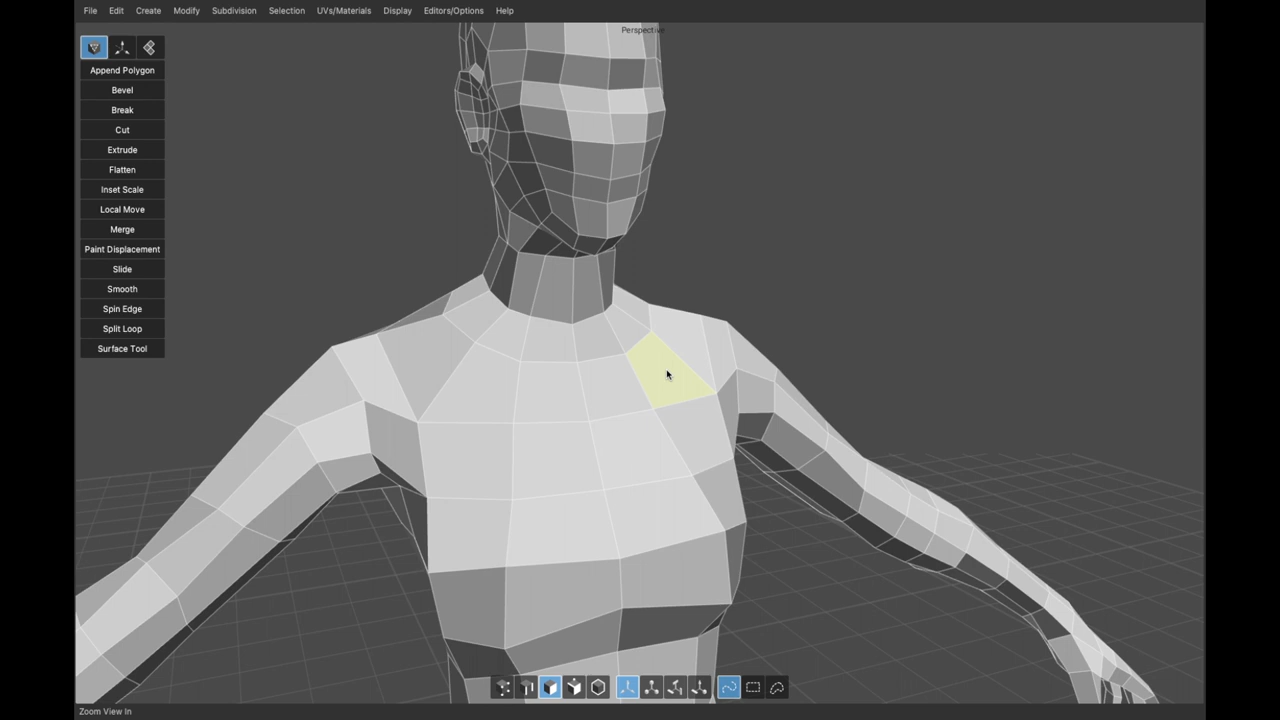 File Edit Create Modify Subdivision Selection UVs/Materials Display Editors/Options Help
Perspective
Append Polygon
Bevel
Break
Cut
Extrude
Flatten
Inset Scale
Local Move
Merge
Paint Displacement
Slide
Smooth
Spin Edge
Split Loop
Surface Tool
Zoom View In